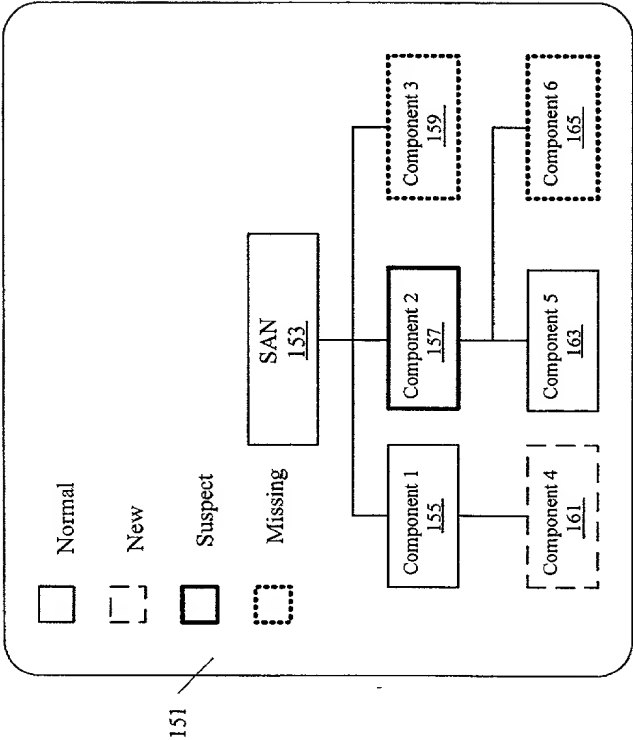 Normal
New
Suspect
Missing
SAN
153
Component 1
155
Component 2
157
Component 3
159
Component 4
161
Component 5
163
Component 6
165
151